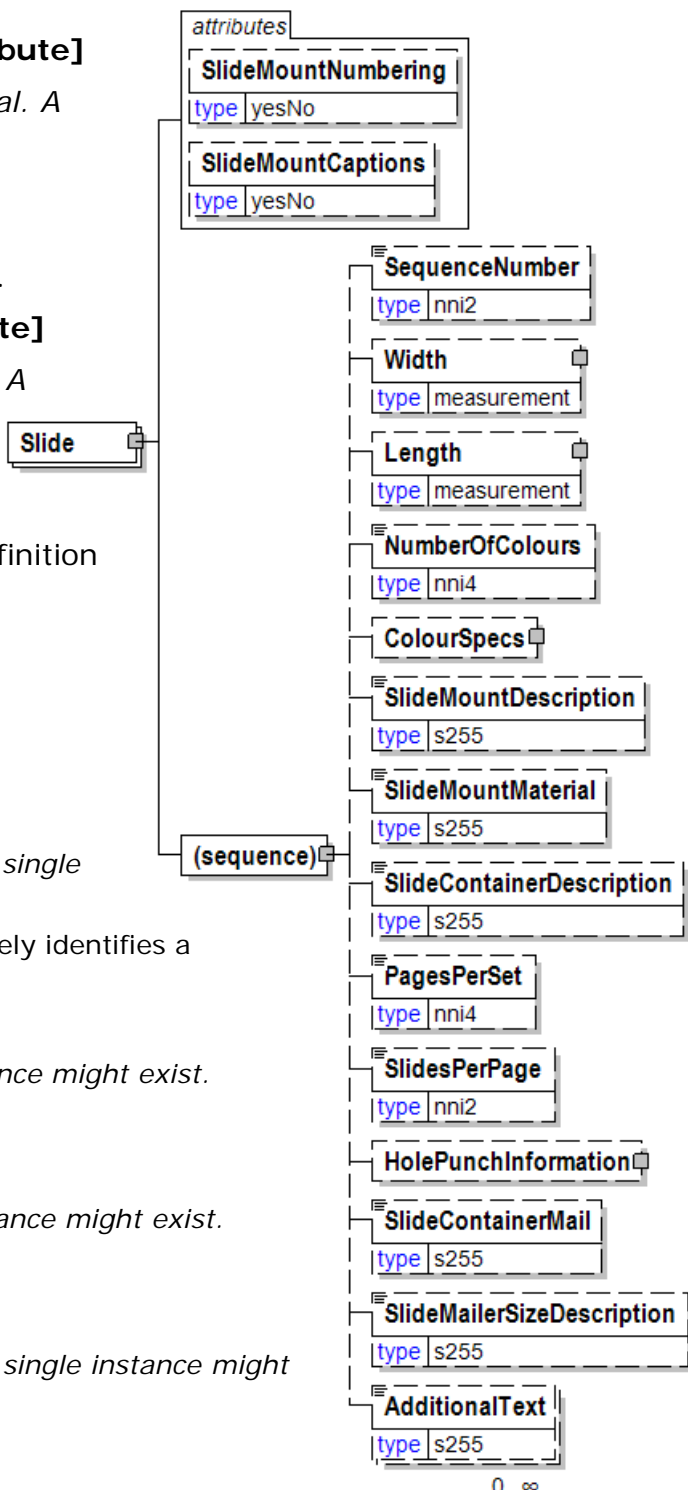 attributes
bute]
SlideMountNumbering
type yesNo
al. A
SlideMountCaptions
type yesNo
.
te]
A
Slide
finition
(sequence)
single
ely identifies a
nce might exist.
ance might exist.
single instance might
SequenceNumber
type nni2
Width
type measurement
Length
type measurement
NumberOfColours
type nni4
ColourSpecs
SlideMountDescription
type s255
SlideMountMaterial
type s255
SlideContainerDescription
type s255
PagesPerSet
type nni4
SlidesPerPage
type nni2
HolePunchInformation
SlideContainerMail
type s255
SlideMailerSizeDescription
type s255
AdditionalText
type s255
0..∞